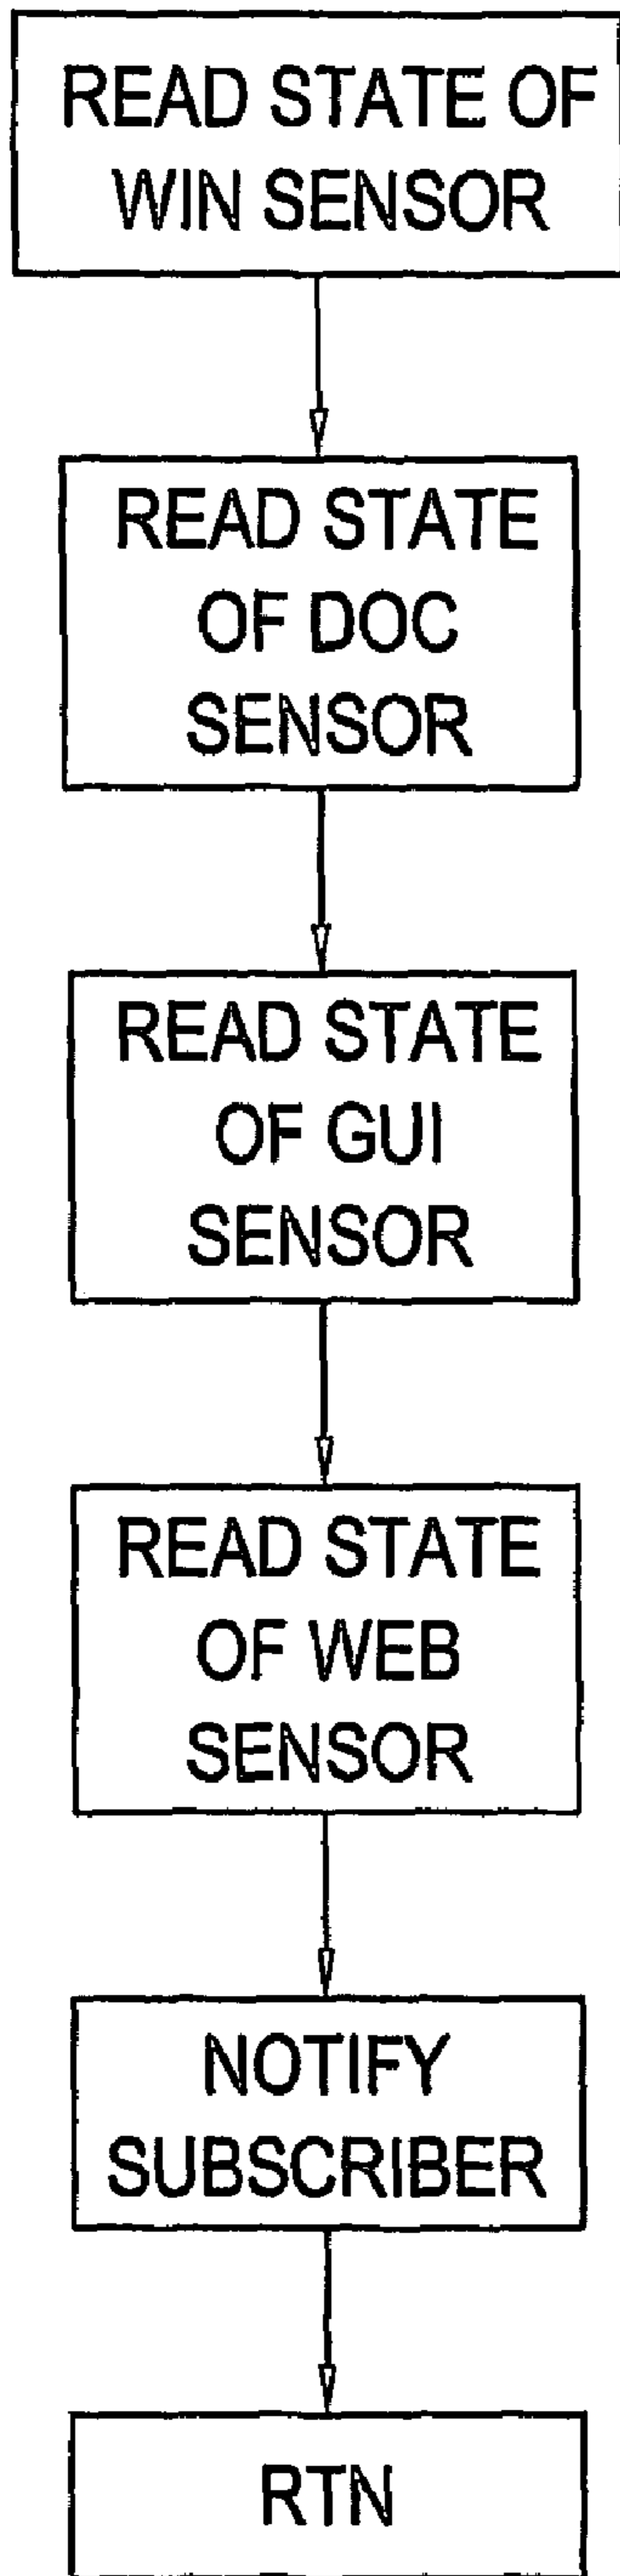 READ STATE OF
WIN SENSOR
READ STATE
OF DOC
SENSOR
READ STATE
OF GUI
SENSOR
READ STATE
OF WEB
SENSOR
NOTIFY
SUBSCRIBER
RTN